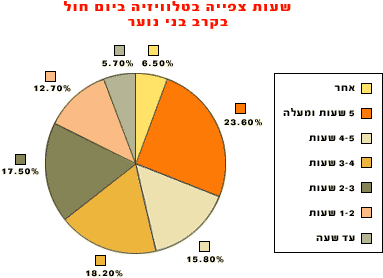 שעות צפייה בטלוויזיה ביום חול
בקרב בני נוער
5.70%
6.50%
12.70%
23.60%
17.50%
15.80%
18.20%
אחר
5 שעות ומעלה
4-5 שעות
3-4 שעות
2-3 שעות
1-2 שעות
עד שעה